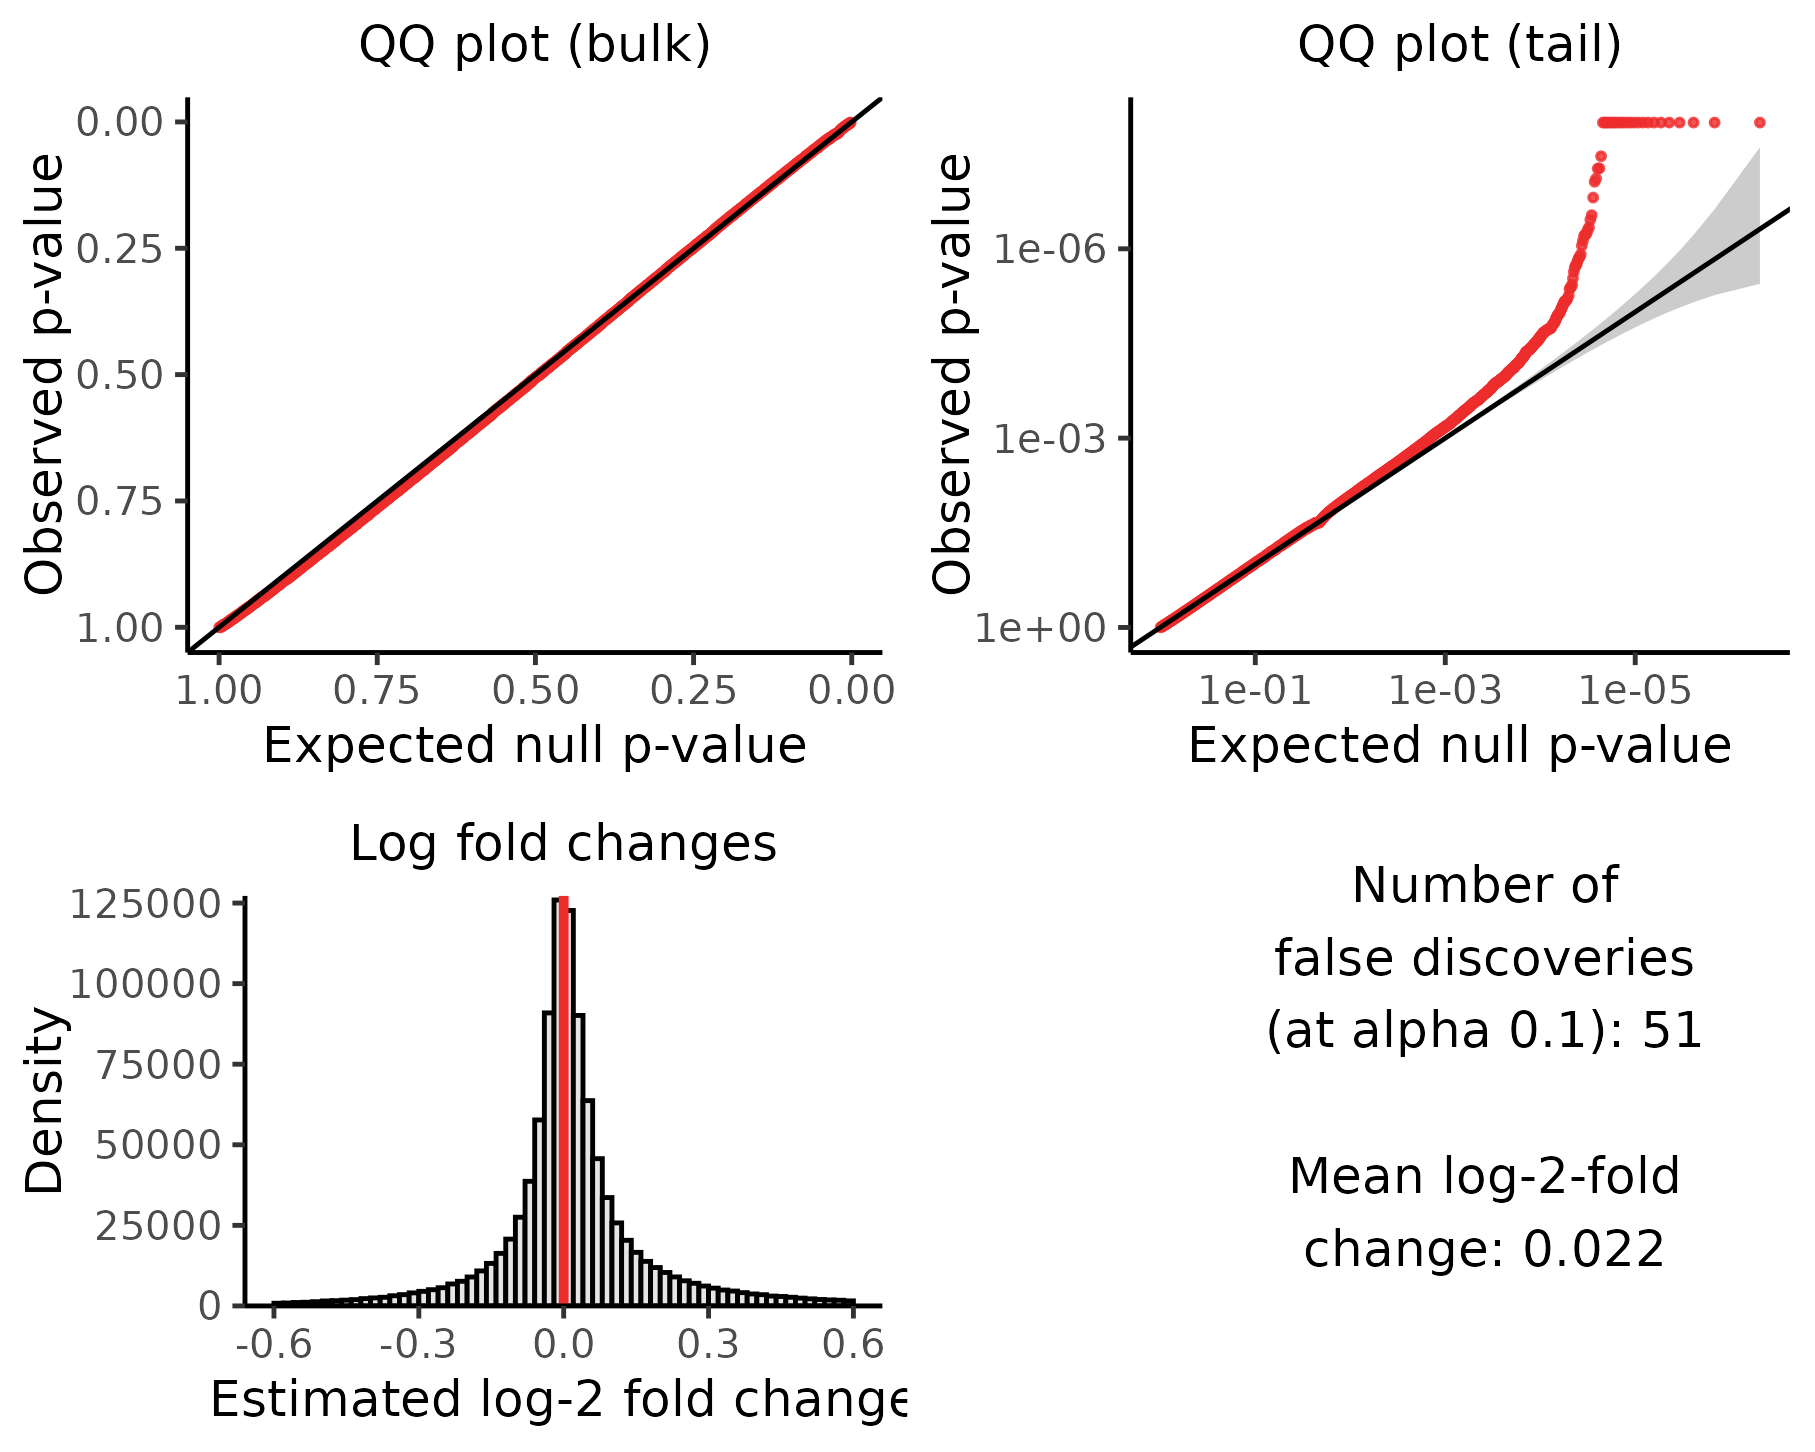 QQ plot (bulk)
0.00
0.25
0.50
0.75
1.00
Observed p-value
1.00 0.75 0.50 0.25 0.00
Expected null p-value
QQ plot (tail)
1e-06
1e-03
1e+00
Observed p-value
1e-01 1e-03 1e-05
Expected null p-value
Log fold changes
125000
100000
75000
50000
25000
0
Density
-0.6 -0.3 0.0 0.3 0.6
Estimated log-2 fold change
Number of
false discoveries
(at alpha 0.1): 51
Mean log-2-fold
change: 0.022